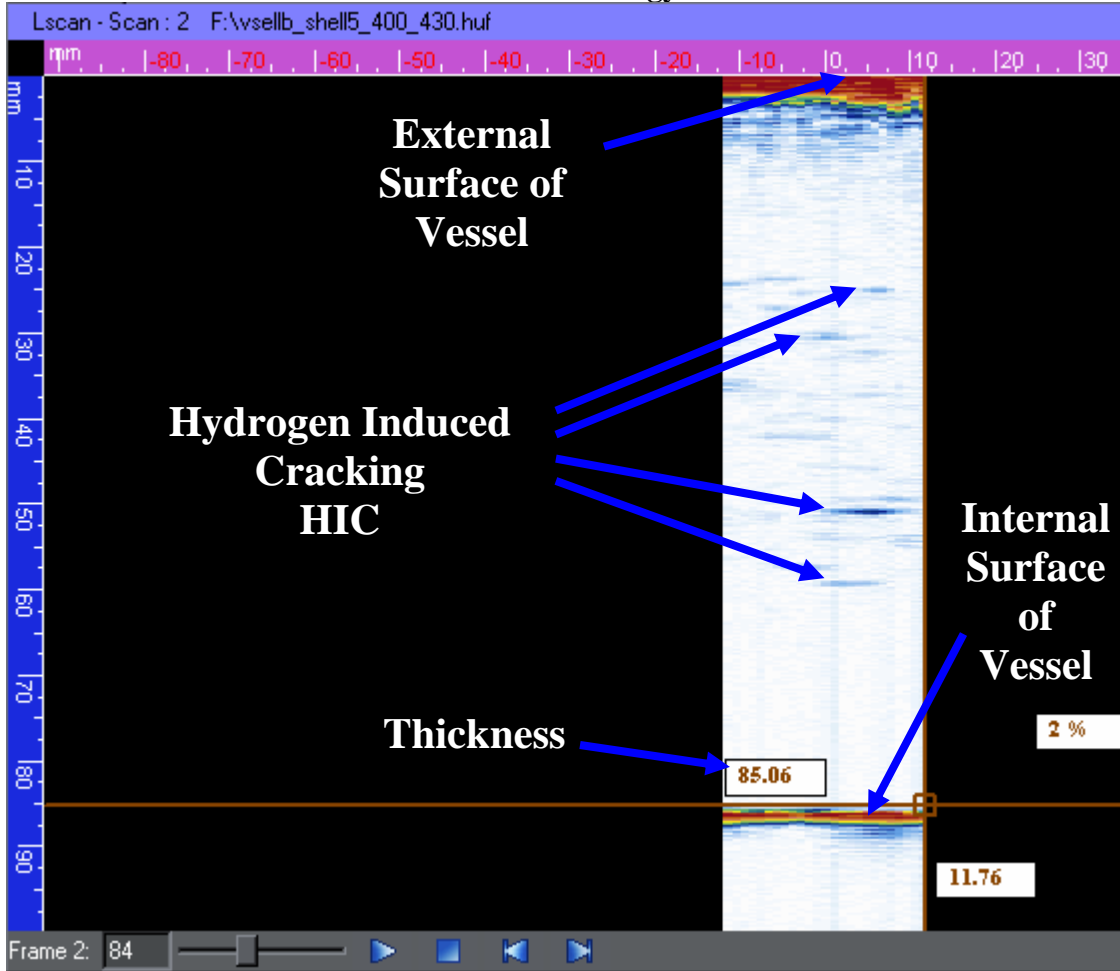 Lscan - Scan : 2 F:\vsellb_shell5_400_430.huf
mm -80 -70 -60 -50 -40 -30 -20 -10 0 10 20 30
mm
10
20
30
40
50
60
70
80
90
External
Surface of
Vessel
Hydrogen Induced
Cracking
HIC
Internal
Surface
of
Vessel
Thickness
2 %
85.06
11.76
Frame 2: 84